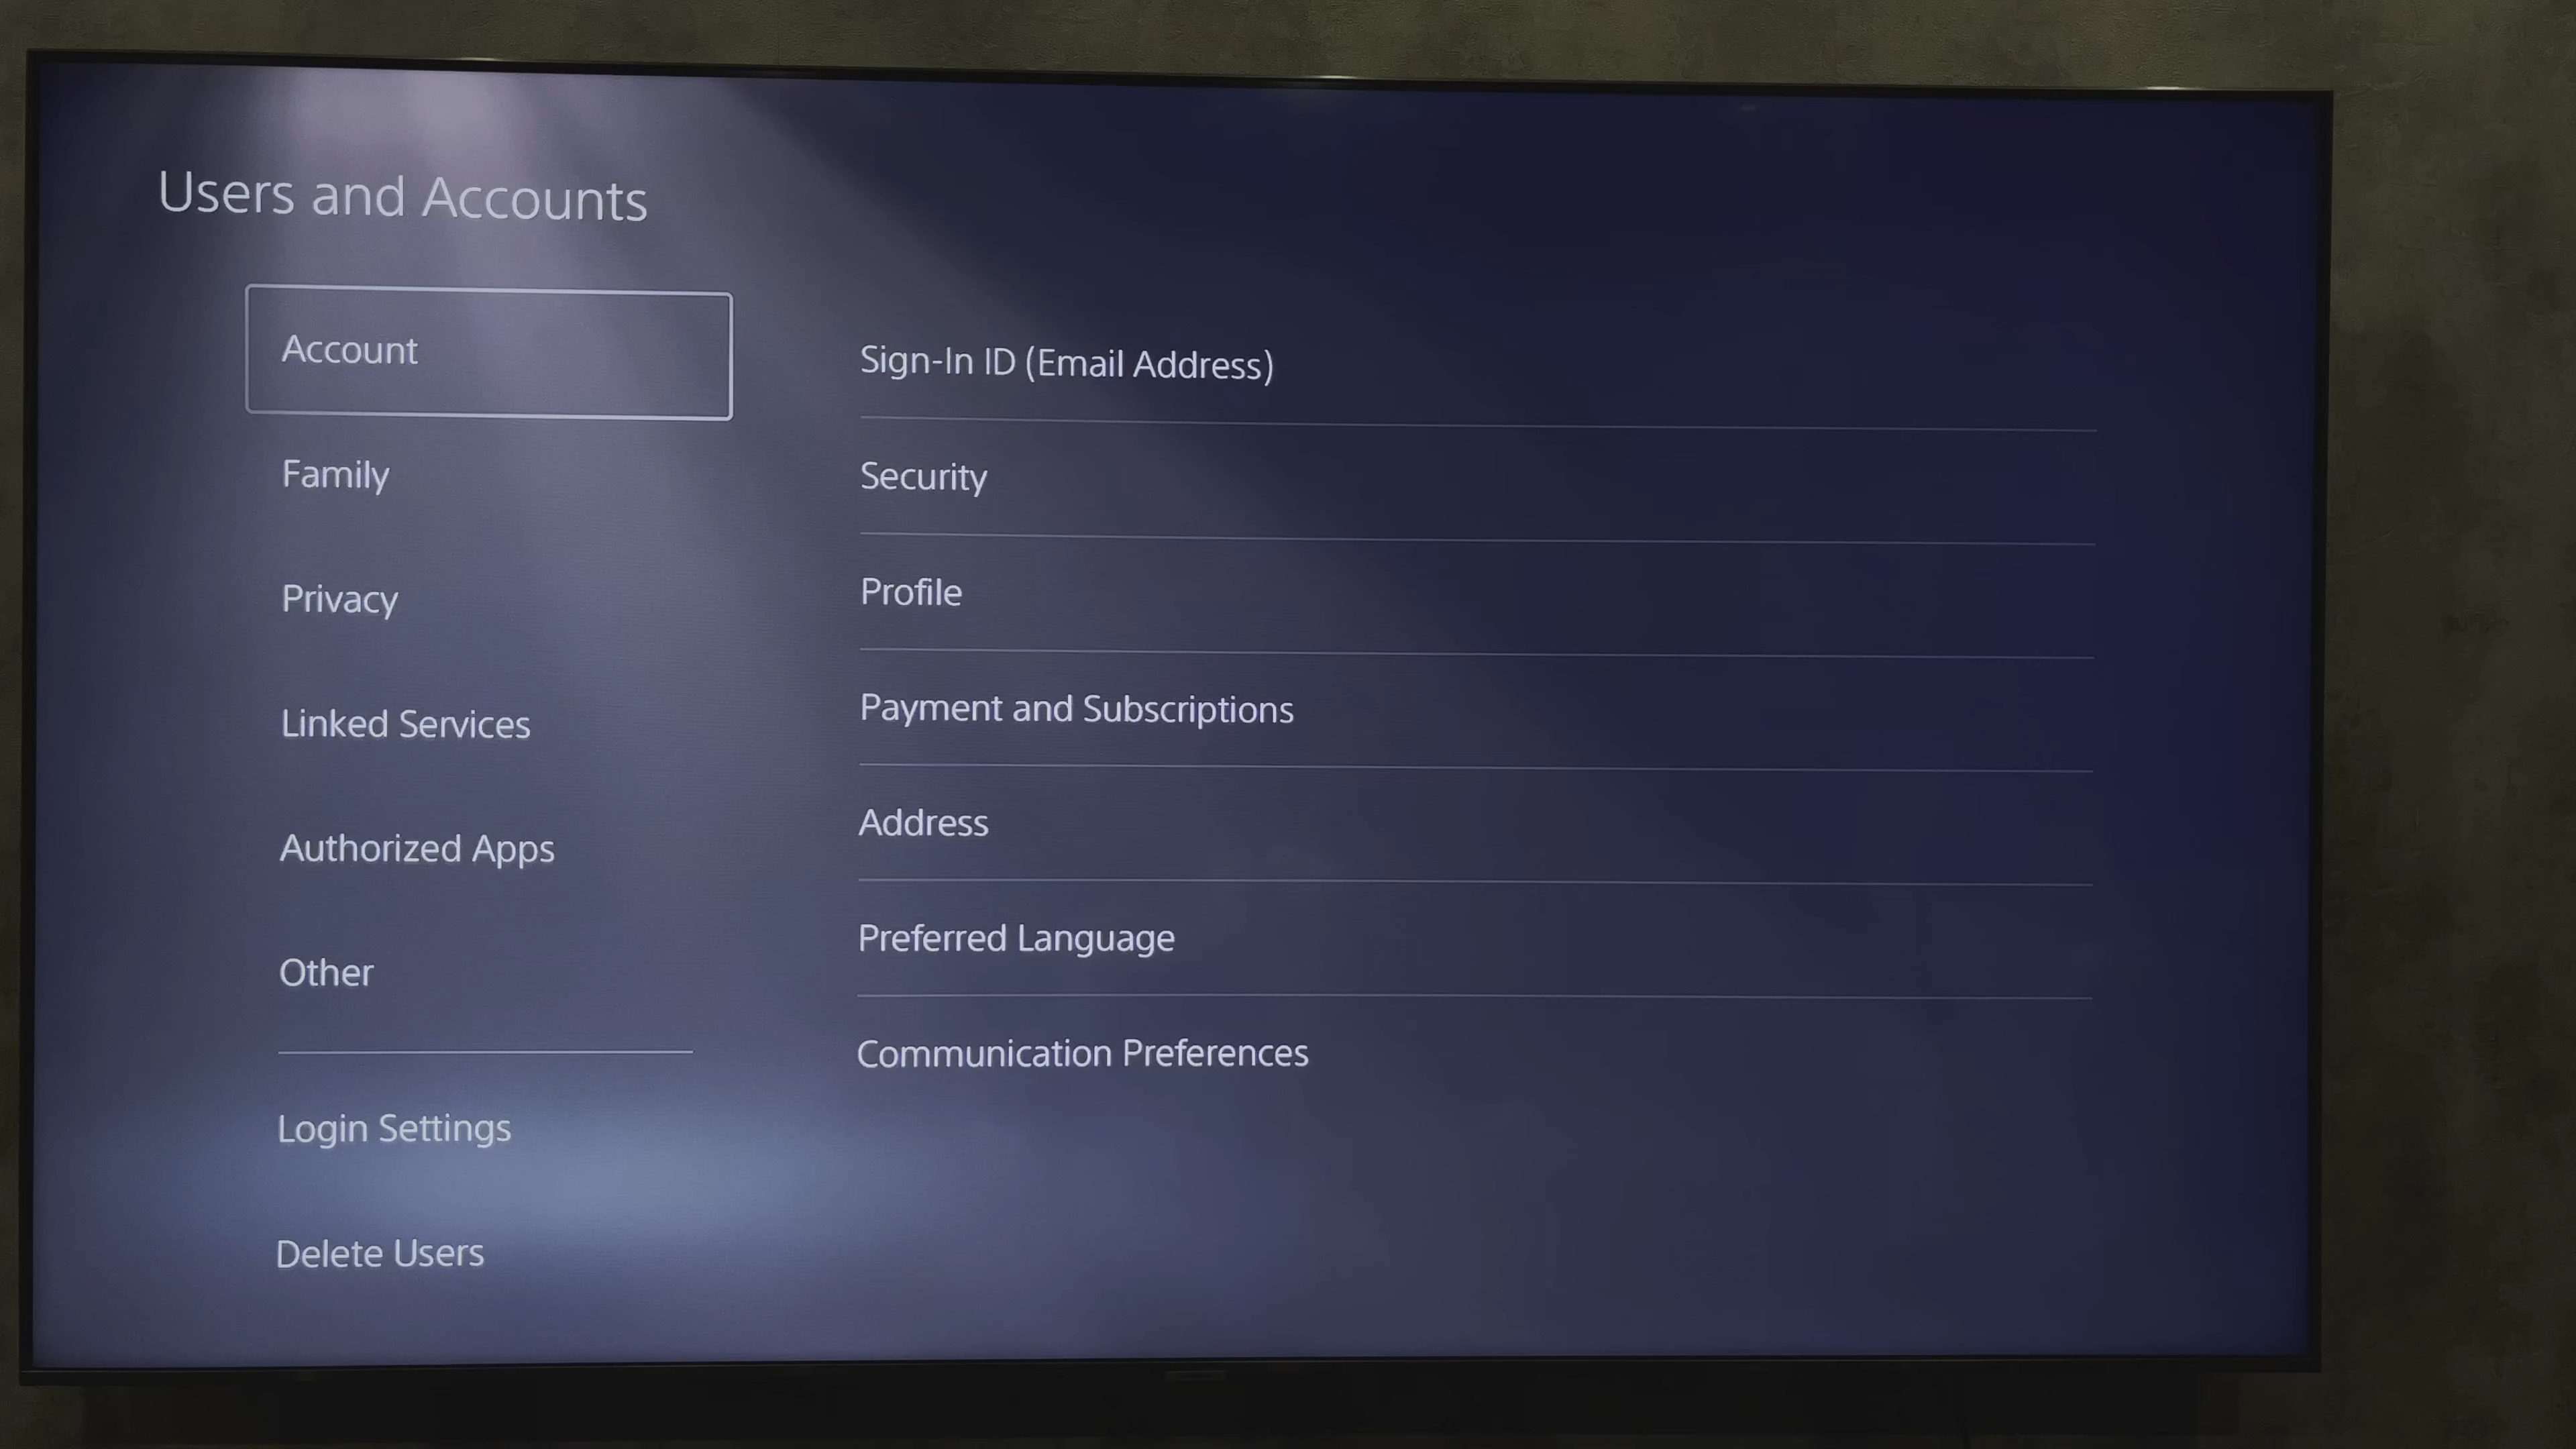 Users and Accounts
Account
Family
Privacy
Linked Services
Authorized Apps
Other
Login Settings
Delete Users
Sign-In ID (Email Address)
Security
Profile
Payment and Subscriptions
Address
Preferred Language
Communication Preferences